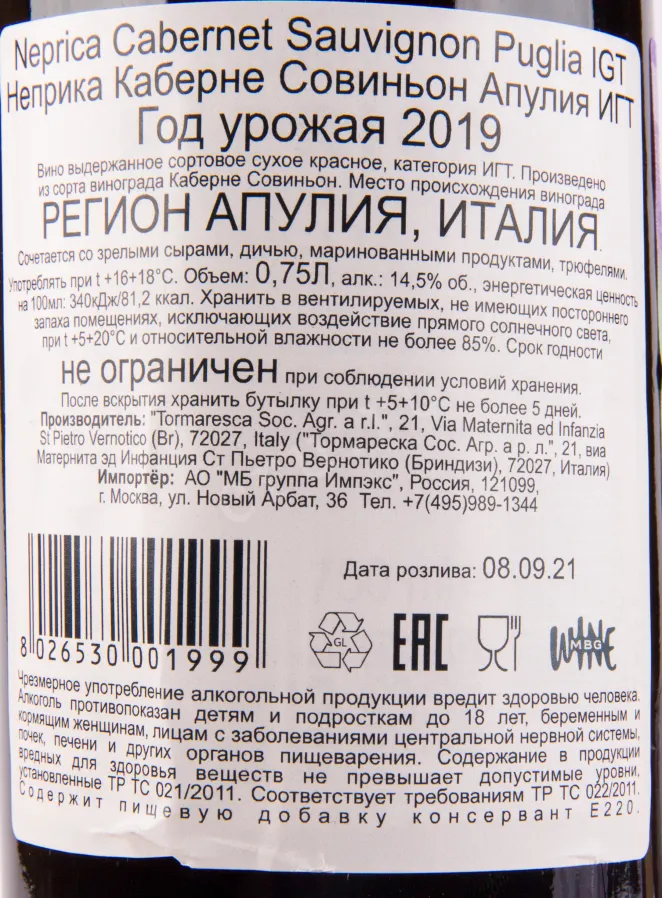 Neprica Cabernet Sauvignon Puglia IGT
Неприка Каберне Совиньон Апулия ИГТ
Год урожая 2019
Вино выдержанное сортовое сухое красное, категория ИГТ. Произведено
из сорта винограда Каберне Совиньон. Место происхождения винограда
РЕГИОН АПУЛИЯ, ИТАЛИЯ.
Сочетается со зрелыми сырами, дичью, маринованными продуктами, трюфелями.
Употреблять при t +16+18°С. Объем: 0,75Л, алк.: 14,5% об., энергетическая ценность
на 100мл: 340кДж/81,2 ккал. Хранить в вентилируемых, не имеющих постороннего
запаха помещениях, исключающих воздействие прямого солнечного света,
при t +5+20°С и относительной влажности не более 85%. Срок годности
не ограничен при соблюдении условий хранения.
После вскрытия хранить бутылку при t +5+10°С не более 5 дней.
Производитель: "Tormaresca Soc. Agr. a r.l.", 21, Via Maternita ed Infanzia
St Pietro Vernotico (Br), 72027, Italy ("Тормареска Сос. Агр. а р. л.", 21, виа
Матернита эд Инфанция Ст Пьетро Вернотико (Бриндизи), 72027, Италия)
Импортёр: АО "МБ группа Импэкс", Россия, 121099,
г. Москва, ул. Новый Арбат, 36 Тел. +7(495)989-1344
Дата розлива: 08.09.21
8 026530 001999
GL
EAC
WINE
MBG
Чрезмерное употребление алкогольной продукции вредит здоровью человека.
Алкоголь противопоказан детям и подросткам до 18 лет, беременным и
кормящим женщинам, лицам с заболеваниями центральной нервной системы,
почек, печени и других органов пищеварения. Содержание в продукции
вредных для здоровья веществ не превышает допустимые уровни,
установленные ТР ТС 021/2011. Соответствует требованиям ТР ТС 022/2011.
Содержит пищевую добавку консервант Е220.